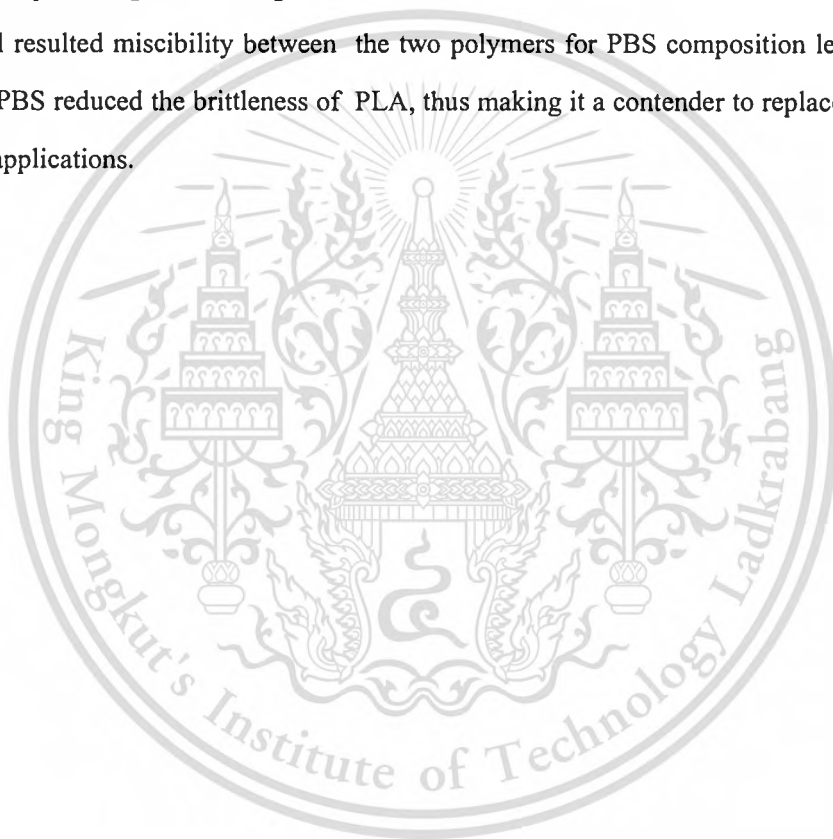 l resulted miscibility between the two polymers for PBS composition le
PBS reduced the brittleness of PLA, thus making it a contender to replace
applications.
King Mongkut's Institute of Technology Ladkrabang